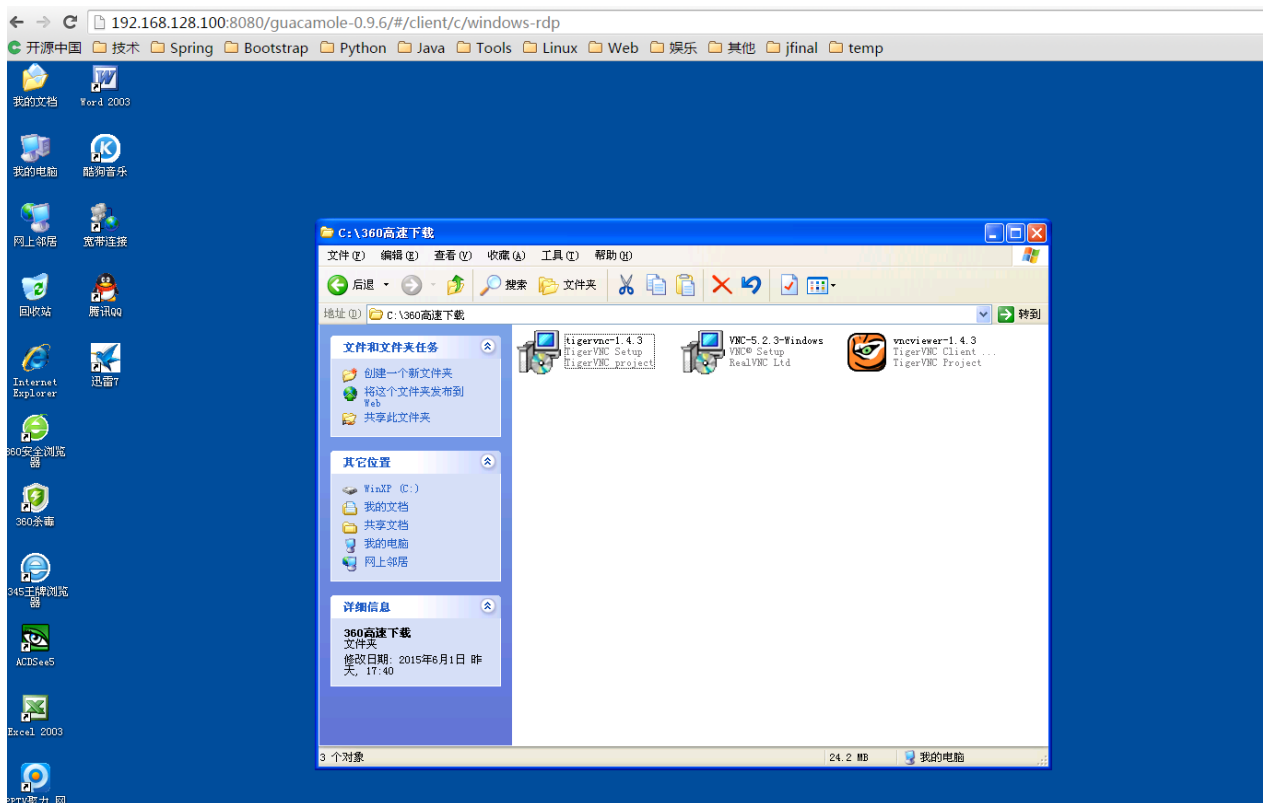 192.168.128.100:8080/guacamole-0.9.6/#/client/c/windows-rdp
开源中国 技术 Spring Bootstrap Python Java Tools Linux Web 娱乐 其他 jfinal temp
我的文档 Word 2003
我的电脑 酷狗音乐
网上邻居 宽带连接
回收站 腾讯QQ
Internet
Explorer
迅雷7
360安全浏览
器
360杀毒
345王牌浏览
器
ACDSee5
Excel 2003
PPTV聚力 网
C:\360高速下载
文件(F) 编辑(E) 查看(V) 收藏(A) 工具(T) 帮助(H)
后退 搜索 文件夹
地址(D) C:\360高速下载 转到
文件和文件夹任务
创建一个新文件夹
将这个文件夹发布到
Web
共享此文件夹
其它位置
WinXP (C:)
我的文档
共享文档
我的电脑
网上邻居
详细信息
360高速下载
文件夹
修改日期: 2015年6月1日 昨
天, 17:40
tigervnc-1.4.3
TigerVNC Setup
TigerVNC project
VNC-5.2.3-Windows
VNC® Setup
RealVNC Ltd
vncviewer-1.4.3
TigerVNC Client ...
TigerVNC Project
3 个对象 24.2 MB 我的电脑